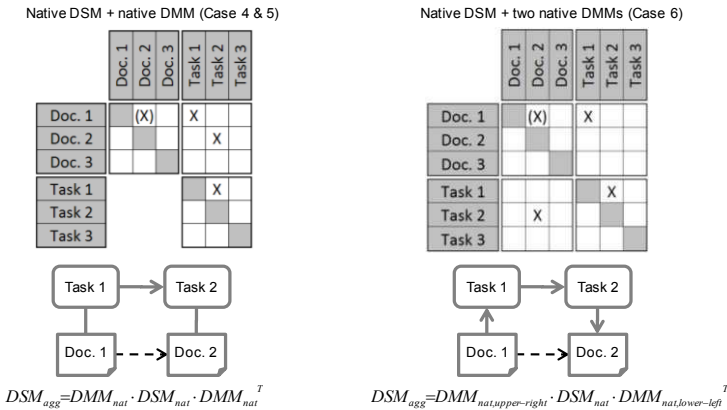 Native DSM + native DMM (Case 4 & 5)
Doc. 1 Doc. 2 Doc. 3 Task 1 Task 2 Task 3
Doc. 1 (X) X
Doc. 2 X
Doc. 3
Task 1 X
Task 2
Task 3
Task 1 Task 2
Doc. 1 Doc. 2
DSM_agg=DMM_nat · DSM_nat · DMM_nat^T
Native DSM + two native DMMs (Case 6)
Doc. 1 Doc. 2 Doc. 3 Task 1 Task 2 Task 3
Doc. 1 (X) X
Doc. 2
Doc. 3
Task 1 X
Task 2 X
Task 3
Task 1 Task 2
Doc. 1 Doc. 2
DSM_agg=DMM_nat,upper-right · DSM_nat · DMM_nat,lower-left^T